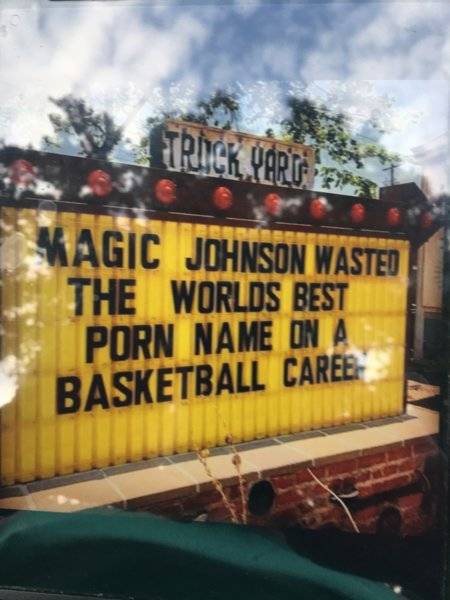 TRUCK YARD
MAGIC JOHNSON WASTED
THE WORLDS BEST
PORN NAME ON A
BASKETBALL CAREER